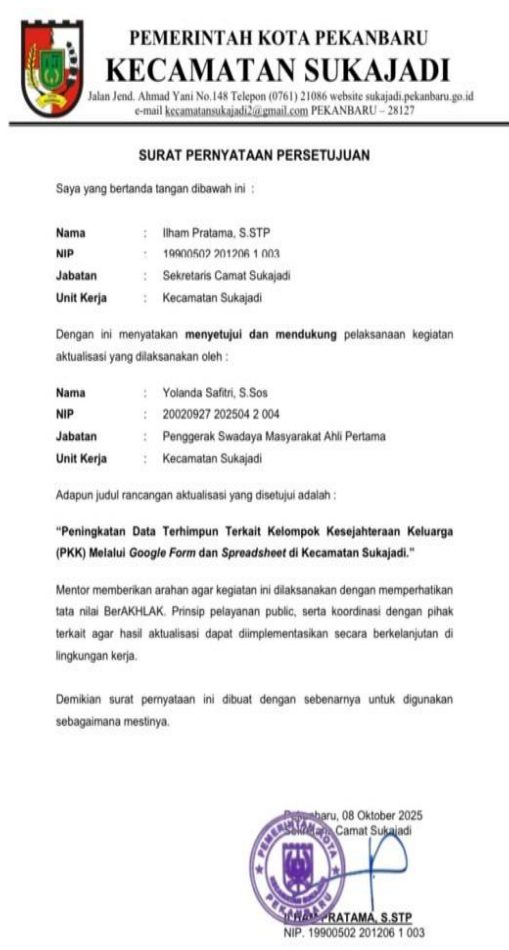 PEMERINTAH KOTA PEKANBARU
KECAMATAN SUKAJADI
Jalan Jend. Ahmad Yani No.148 Telepon (0761) 21086 website sukajadi.pekanbaru.go.id
e-mail kecamatansukajadi2@gmail.com PEKANBARU – 28127
SURAT PERNYATAAN PERSETUJUAN
Saya yang bertanda tangan dibawah ini :
Nama : Ilham Pratama, S.STP
NIP : 19900502 201206 1 003
Jabatan : Sekretaris Camat Sukajadi
Unit Kerja : Kecamatan Sukajadi
Dengan ini menyatakan menyetujui dan mendukung pelaksanaan kegiatan
aktualisasi yang dilaksanakan oleh :
Nama : Yolanda Safitri, S.Sos
NIP : 20020927 202504 2 004
Jabatan : Penggerak Swadaya Masyarakat Ahli Pertama
Unit Kerja : Kecamatan Sukajadi
Adapun judul rancangan aktualisasi yang disetujui adalah :
“Peningkatan Data Terhimpun Terkait Kelompok Kesejahteraan Keluarga
(PKK) Melalui Google Form dan Spreadsheet di Kecamatan Sukajadi.”
Mentor memberikan arahan agar kegiatan ini dilaksanakan dengan memperhatikan
tata nilai BerAKHLAK. Prinsip pelayanan public, serta koordinasi dengan pihak
terkait agar hasil aktualisasi dapat diimplementasikan secara berkelanjutan di
lingkungan kerja.
Demikian surat pernyataan ini dibuat dengan sebenarnya untuk digunakan
sebagaimana mestinya.
Pekanbaru, 08 Oktober 2025
Sekretaris Camat Sukajadi
PEMERINTAH KOTA
PEKANBARU
ILHAM PRATAMA, S.STP
NIP. 19900502 201206 1 003